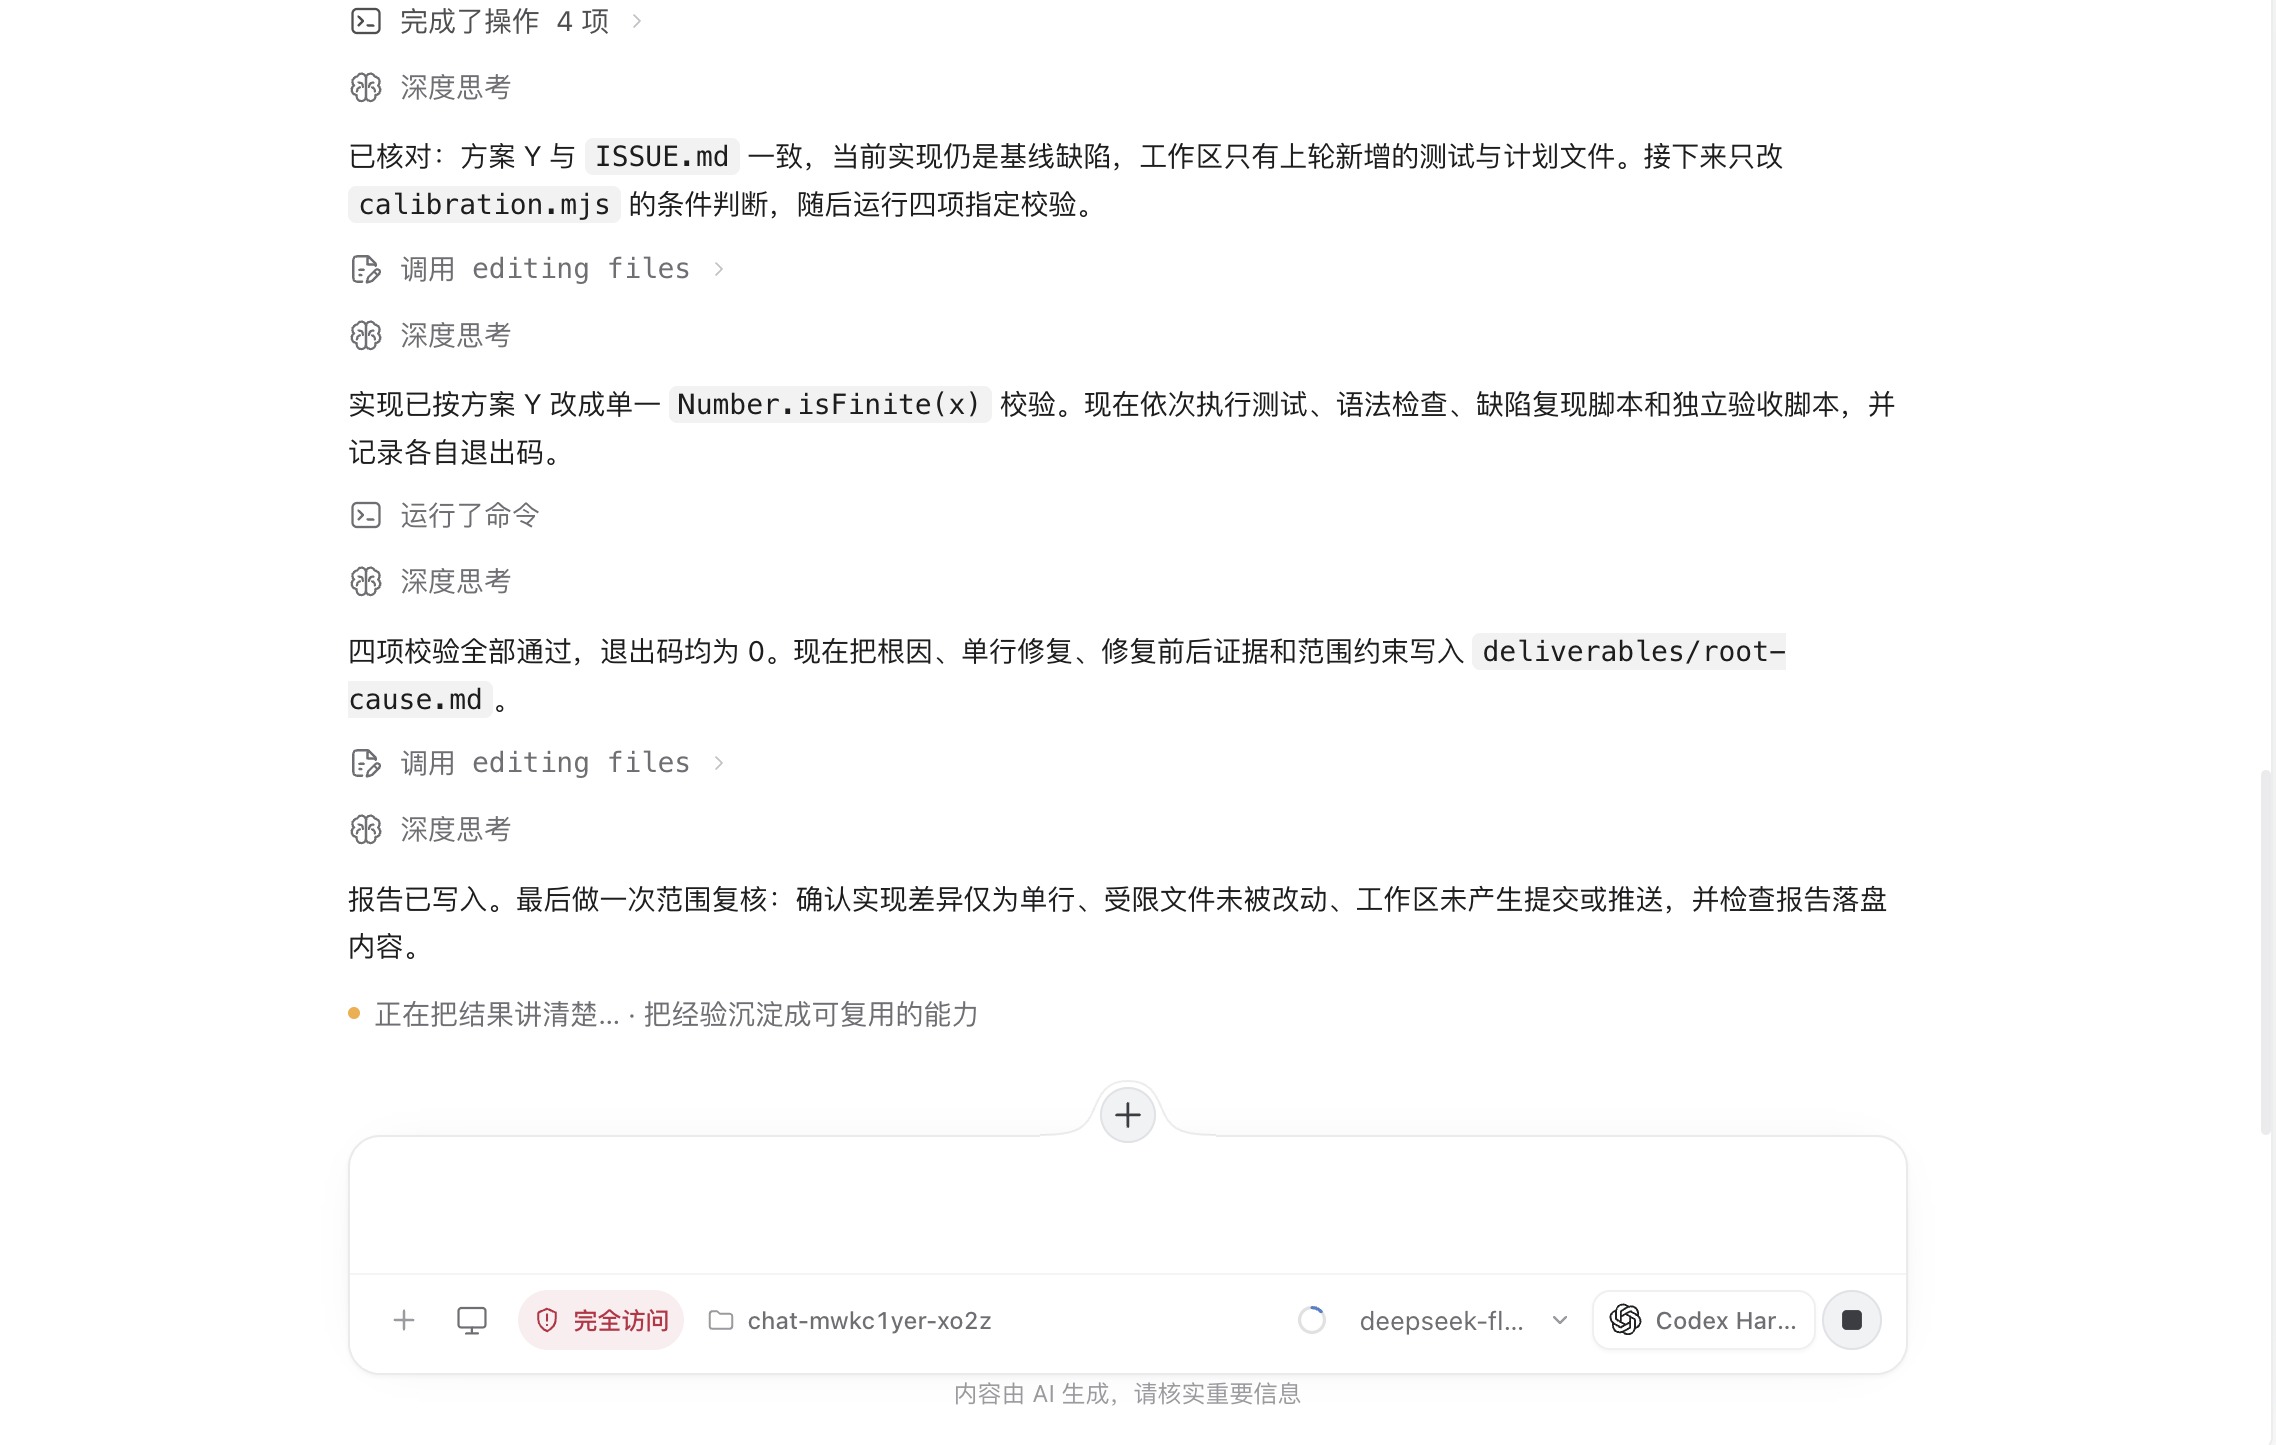 完成了操作 4 项
深度思考
已核对：方案 Y 与 ISSUE.md 一致，当前实现仍是基线缺陷，工作区只有上轮新增的测试与计划文件。接下来只改
calibration.mjs 的条件判断，随后运行四项指定校验。
调用 editing files
深度思考
实现已按方案 Y 改成单一 Number.isFinite(x) 校验。现在依次执行测试、语法检查、缺陷复现脚本和独立验收脚本，并
记录各自退出码。
运行了命令
深度思考
四项校验全部通过，退出码均为 0。现在把根因、单行修复、修复前后证据和范围约束写入 deliverables/root-
cause.md 。
调用 editing files
深度思考
报告已写入。最后做一次范围复核：确认实现差异仅为单行、受限文件未被改动、工作区未产生提交或推送，并检查报告落盘
内容。
正在把结果讲清楚... · 把经验沉淀成可复用的能力
完全访问 chat-mwkc1yer-xo2z deepseek-fl... Codex Har...
内容由 AI 生成，请核实重要信息